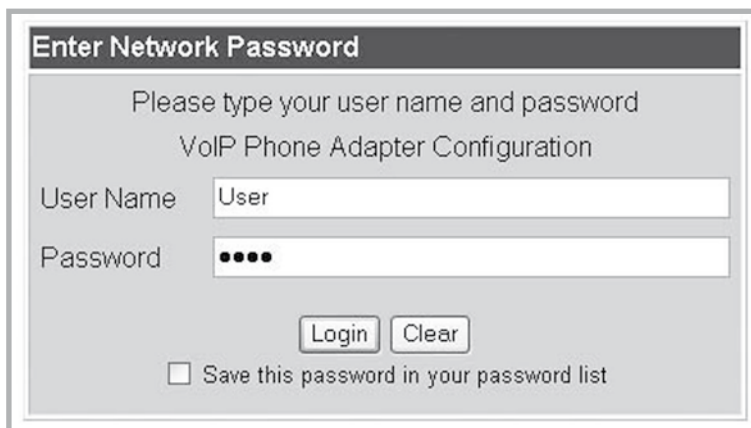 Enter Network Password
Please type your user name and password
VoIP Phone Adapter Configuration
User Name User
Password ••••
Login Clear
Save this password in your password list